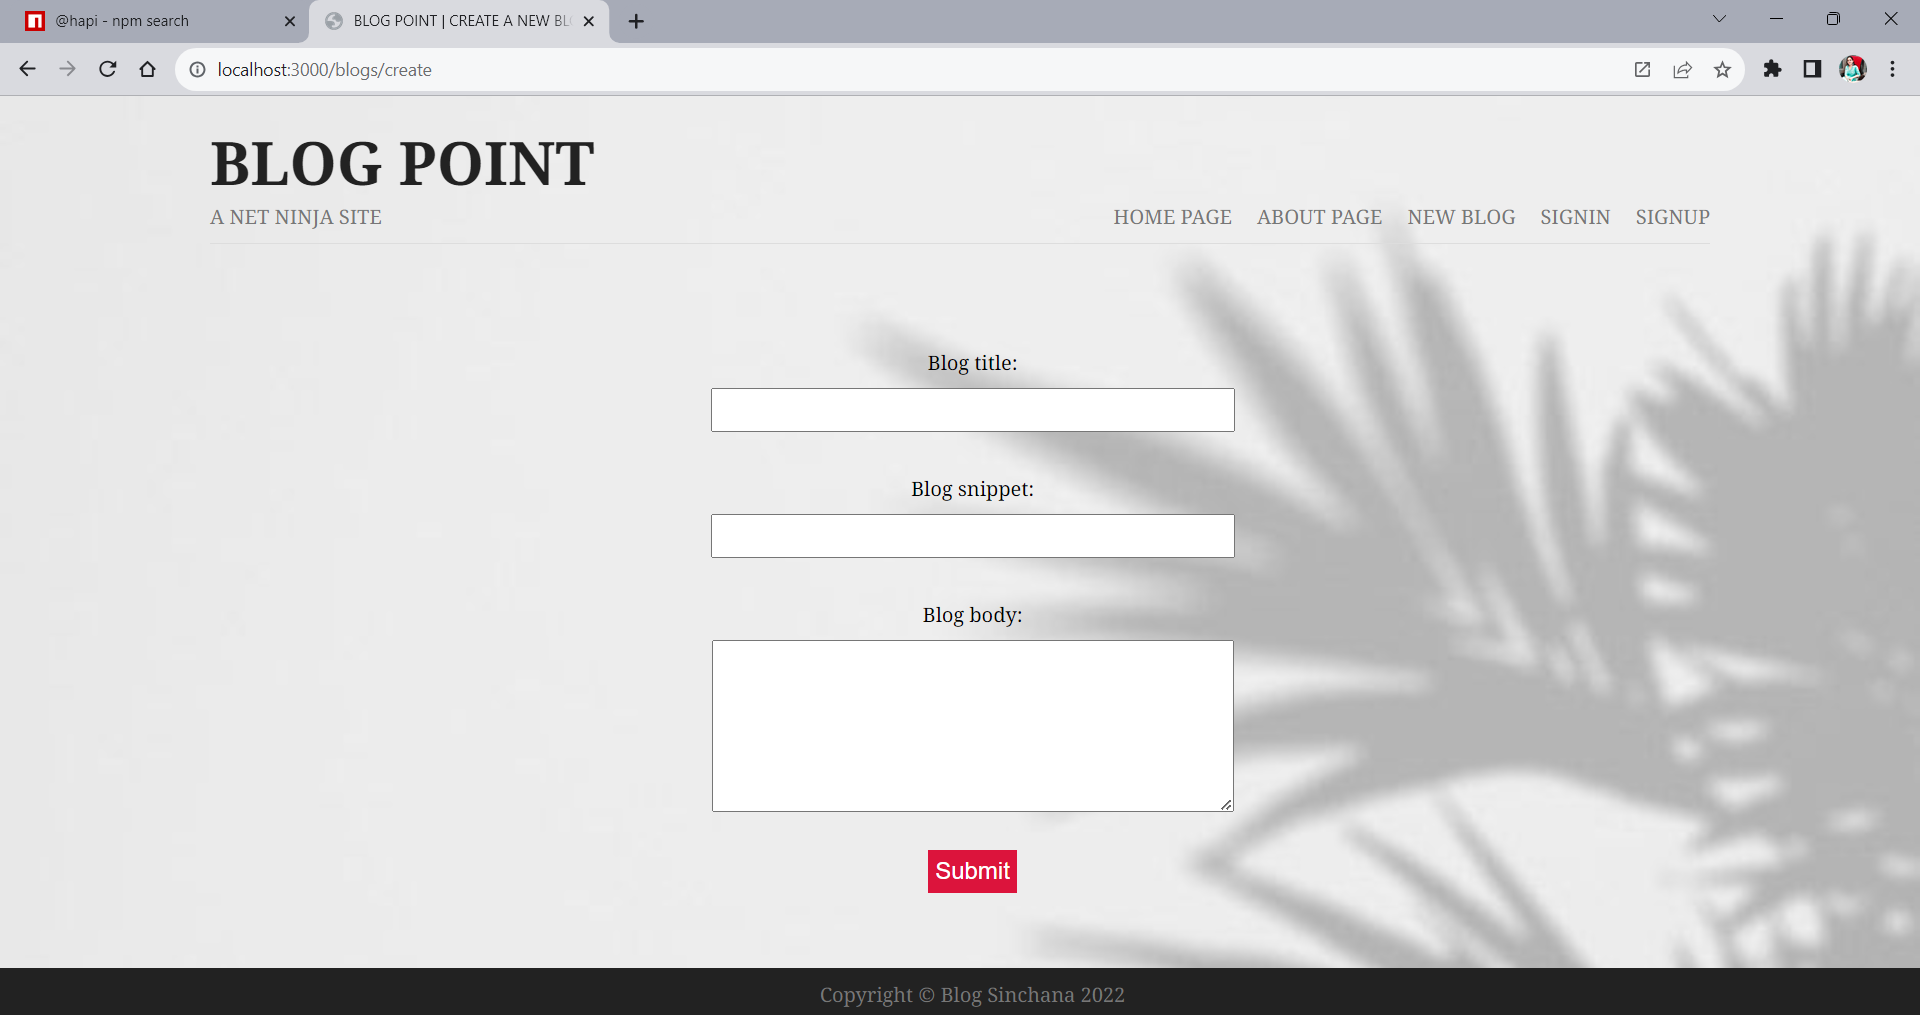 @hapi - npm search
BLOG POINT | CREATE A NEW
localhost:3000/blogs/create
BLOG POINT
A NET NINJA SITE
HOME PAGE ABOUT PAGE NEW BLOG SIGNIN SIGNUP
Blog title:
Blog snippet:
Blog body:
Submit
Copyright © Blog Sinchana 2022